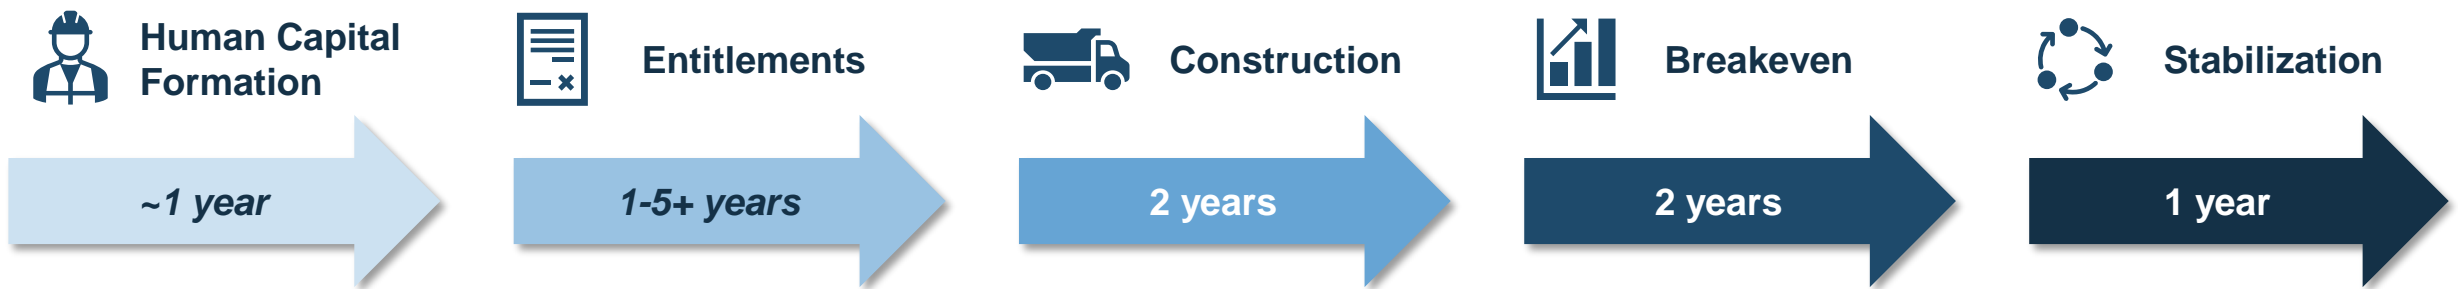 Human Capital
Formation
Entitlements
Construction
Breakeven
Stabilization
~1 year
1-5+ years
2 years
2 years
1 year